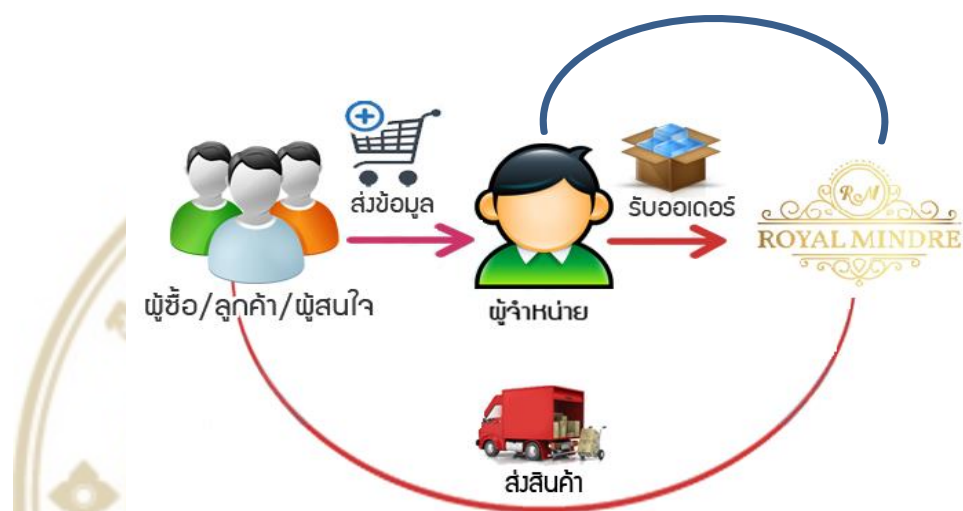 ส่งข้อมูล
รับออเดอร์
RM
ROYAL MINDRE
ผู้ซื้อ/ลูกค้า/ผู้สนใจ
ผู้จำหน่าย
ส่งสินค้า